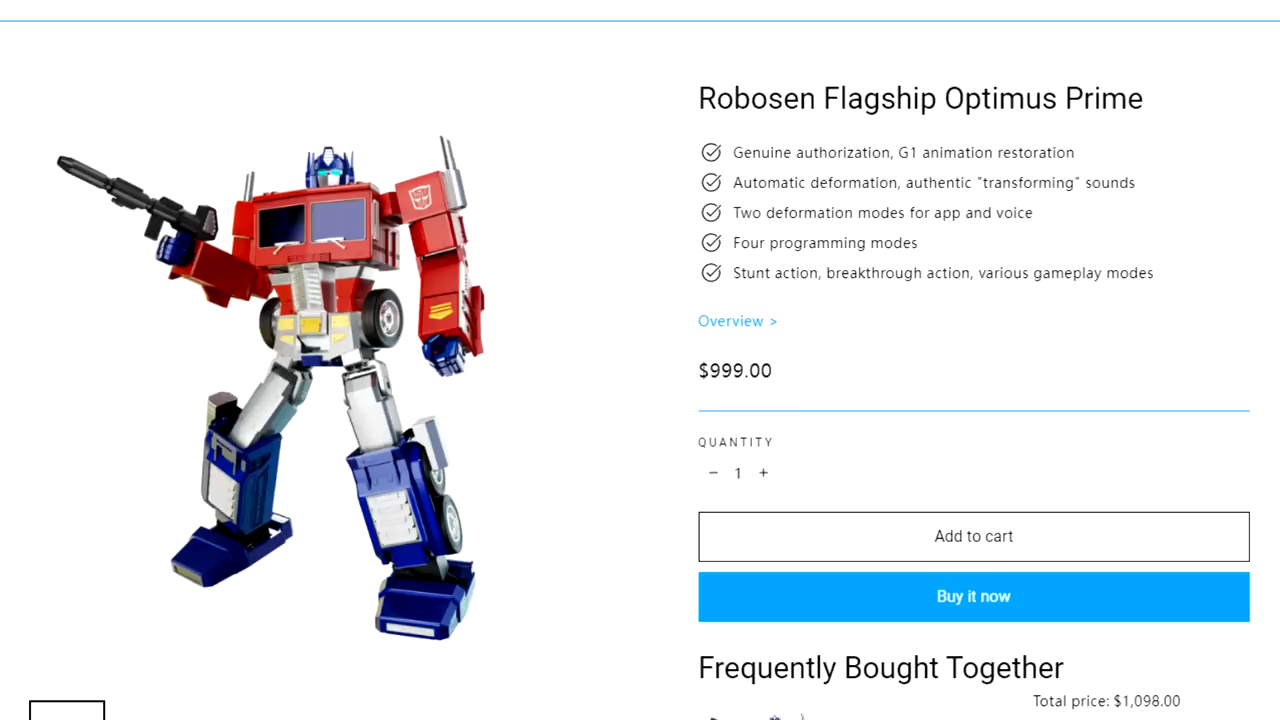 Robosen Flagship Optimus Prime
Genuine authorization, G1 animation restoration
Automatic deformation, authentic "transforming" sounds
Two deformation modes for app and voice
Four programming modes
Stunt action, breakthrough action, various gameplay modes
Overview >
$999.00
QUANTITY
− 1 +
Add to cart
Buy it now
Frequently Bought Together
Total price: $1,098.00